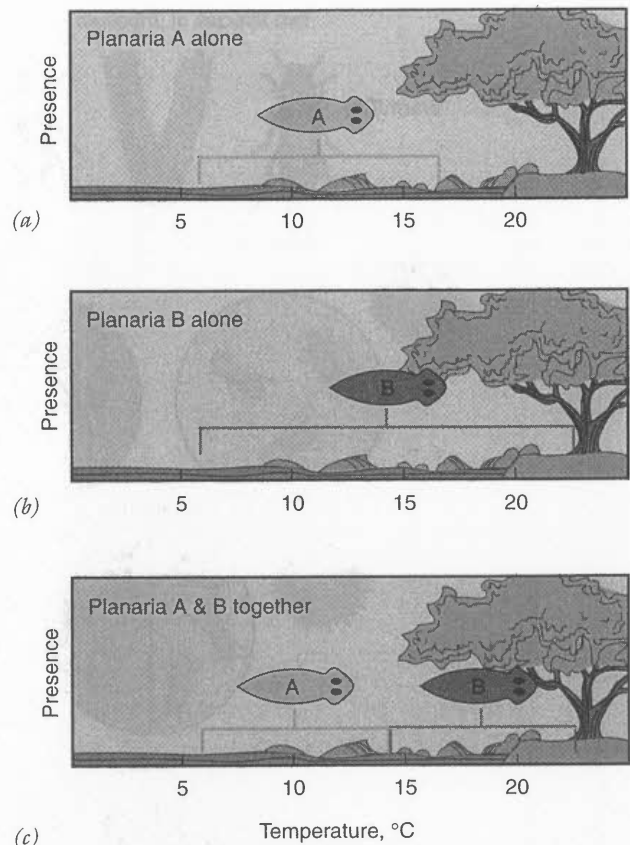 Planaria A alone
Presence
A
5 10 15 20
(a)
Planaria B alone
Presence
B
5 10 15 20
(b)
Planaria A & B together
Presence
A B
5 10 15 20
(c)
Temperature, °C